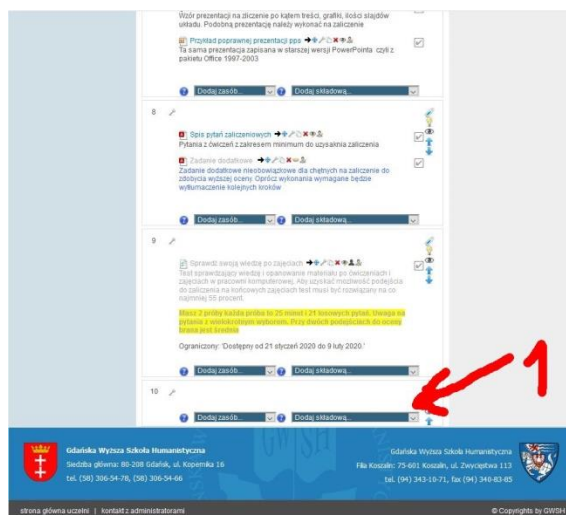 Wzór prezentacji na zliczenie po kątem treści, grafiki, ilości slajdów
układu. Podobną prezentację należy wykonać na zaliczenie
Przykład poprawnej prezentacji pps
Ta sama prezentacja zapisana w starszej wersji PowerPointa czyli z
pakietu Office 1997-2003
Dodaj zasób... Dodaj składową...
8
Spis pytań zaliczeniowych
Pytania z ćwiczeń z zakresem minimum do uzysaknia zaliczenia
Zadanie dodatkowe
Zadanie dodatkowe nieobowiązkowe dla chętnych na zaliczenie do
zdobycia wyższej oceny. Oprócz wykonania wymagane będzie
wytłumaczenie kolejnych kroków
Dodaj zasób... Dodaj składową...
9
Sprawdź swoją wiedzę po zajęciach
Test sprawdzający wiedzę i opanowanie materiału po ćwiczeniach i
zajęciach w pracowni komputerowej. Aby uzyskać możliwość podejścia
do zaliczenia na końcowych zajęciach test musi być rozwiązany na co
najmniej 55 procent.
Masz 2 próby każda próba to 25 minut i 21 losowych pytań. Uwaga na
pytania z wielokrotnym wyborem. Przy dwóch podejściach do oceny
brana jest średnia
Ograniczony: 'Dostępny od 21 styczeń 2020 do 9 luty 2020.'
Dodaj zasób... Dodaj składową...
1
10
Dodaj zasób... Dodaj składową...
Gdańska Wyższa Szkoła Humanistyczna
Siedziba główna: 80-208 Gdańsk, ul. Kopernika 16
tel. (58) 306-54-78, (58) 306-54-66
GWSH
Gdańska Wyższa Szkoła Humanistyczna
Filia Koszalin: 75-601 Koszalin, ul. Zwycięstwa 113
tel. (94) 343-10-71, fax (94) 340-83-85
strona główna uczelni | kontakt z administratorami
© Copyrights by GWSH